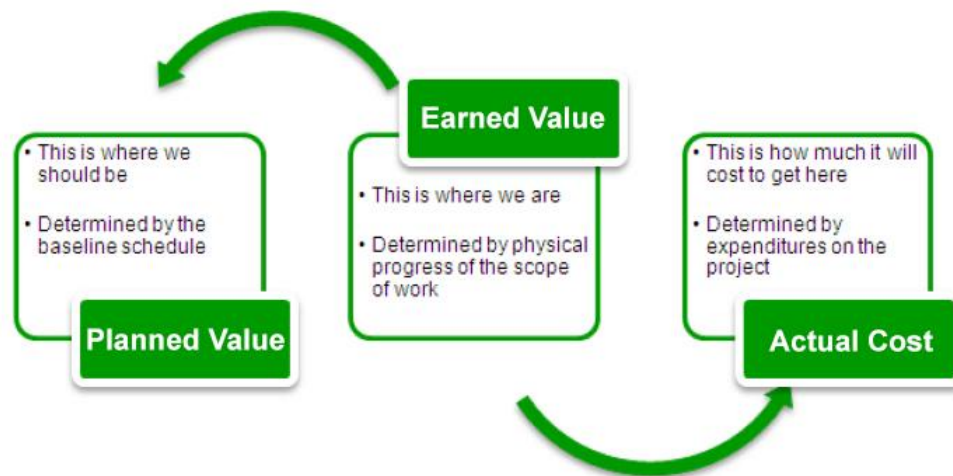 • This is where we
should be
• Determined by the
baseline schedule
Planned Value
Earned Value
• This is where we are
• Determined by physical
progress of the scope
of work
• This is how much it will
cost to get here
• Determined by
expenditures on the
project
Actual Cost